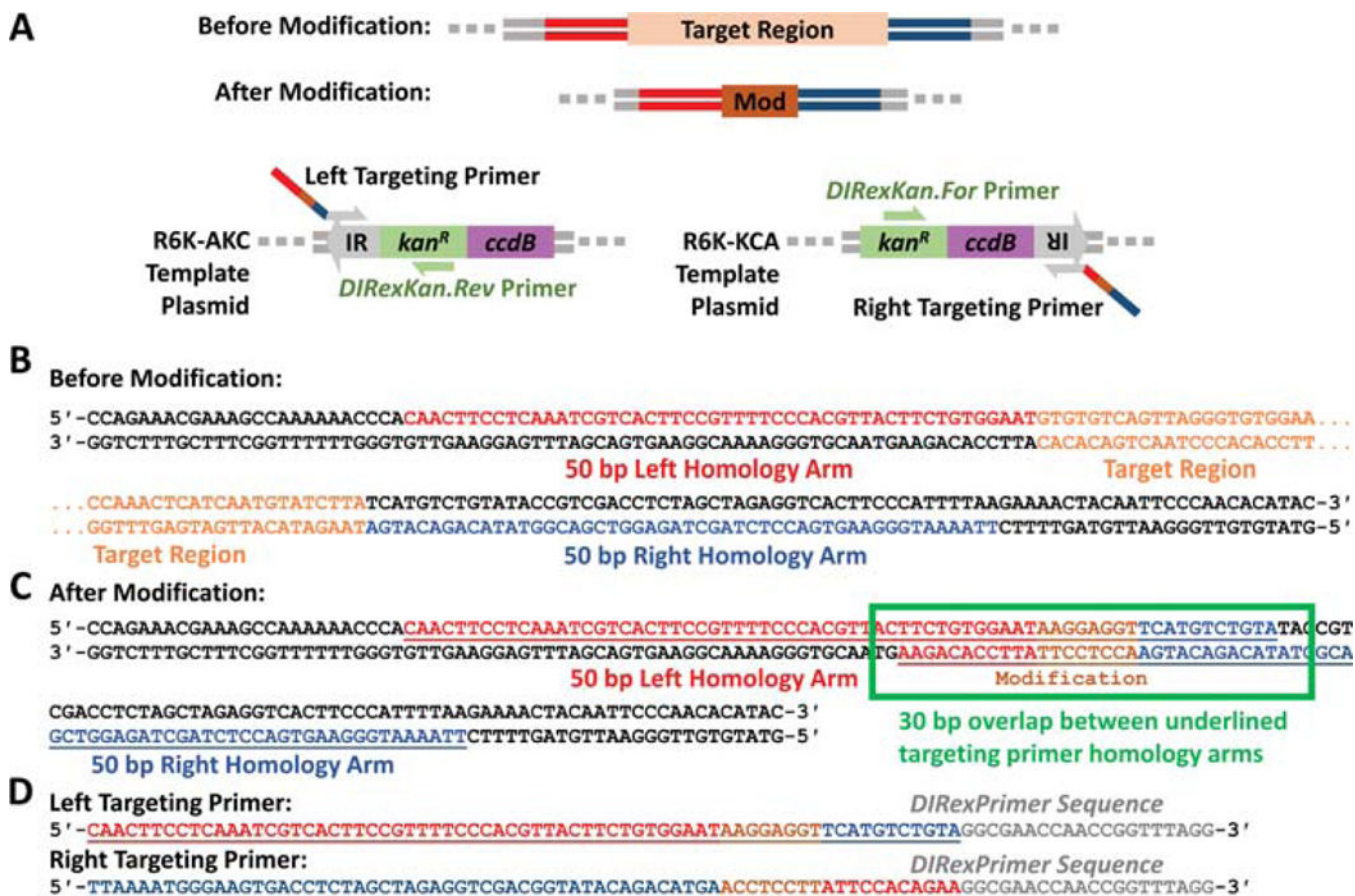 A
Before Modification:
Target Region
After Modification:
Mod
Left Targeting Primer
DIRexKan.For Primer
R6K-AKC
Template
Plasmid
IR
kanR
ccdB
DIRexKan.Rev Primer
R6K-KCA
Template
Plasmid
kanR
ccdB
IR
Right Targeting Primer
B
Before Modification:
5′-CCAGAAACGAAAGCCAAAAAACCCACAACTTCCTCAAATCGTCACTTCCGTTTTCCCACGTTACTTCTGTGGAATGTGTGTCAGTTAGGGTGTGGAA...
3′-GGTCTTTGCTTTCGGTTTTTTGGGTGTTGAAGGAGTTTAGCAGTGAAGGCAAAAGGGTGCAATGAAGACACCTTACACACAGTCAATCCCACACCTT...
50 bp Left Homology Arm Target Region
...CCAAACTCATCAATGTATCTTATCATGTCTGTATACCGTCGACCTCTAGCTAGAGGTCACTTCCCATTTTAAGAAAACTACAATTCCCAACACATAC-3′
...GGTTTGAGTAGTTACATAGAATAGTACAGACATATGGCAGCTGGAGATCGATCTCCAGTGAAGGGTAAAATTCTTTTGATGTTAAGGGTTGTGTATG-5′
Target Region 50 bp Right Homology Arm
C
After Modification:
5′-CCAGAAACGAAAGCCAAAAAACCCACAACTTCCTCAAATCGTCACTTCCGTTTTCCCACGTTACTTCTGTGGAATAAGGAGGTTCATGTCTGTATACCGT
3′-GGTCTTTGCTTTCGGTTTTTTGGGTGTTGAAGGAGTTTAGCAGTGAAGGCAAAAGGGTGCAATGAAGACACCTTATTCCTCCAAGTACAGACATATGGCA
50 bp Left Homology Arm Modification
CGACCTCTAGCTAGAGGTCACTTCCCATTTTAAGAAAACTACAATTCCCAACACATAC-3′
GCTGGAGATCGATCTCCAGTGAAGGGTAAAATTCTTTTGATGTTAAGGGTTGTGTATG-5′
50 bp Right Homology Arm
30 bp overlap between underlined
targeting primer homology arms
D
Left Targeting Primer: DIRexPrimer Sequence
5′-CAACTTCCTCAAATCGTCACTTCCGTTTTCCCACGTTACTTCTGTGGAATAAGGAGGTTCATGTCTGTAGGCGAACCAACCGGTTTAGG-3′
Right Targeting Primer: DIRexPrimer Sequence
5′-TTAAAATGGGAAGTGACCTCTAGCTAGAGGTCGACGGTATACAGACATGAACCTCCTTATTCCACAGAAGGCGAACCAACCGGTTTAGG-3′